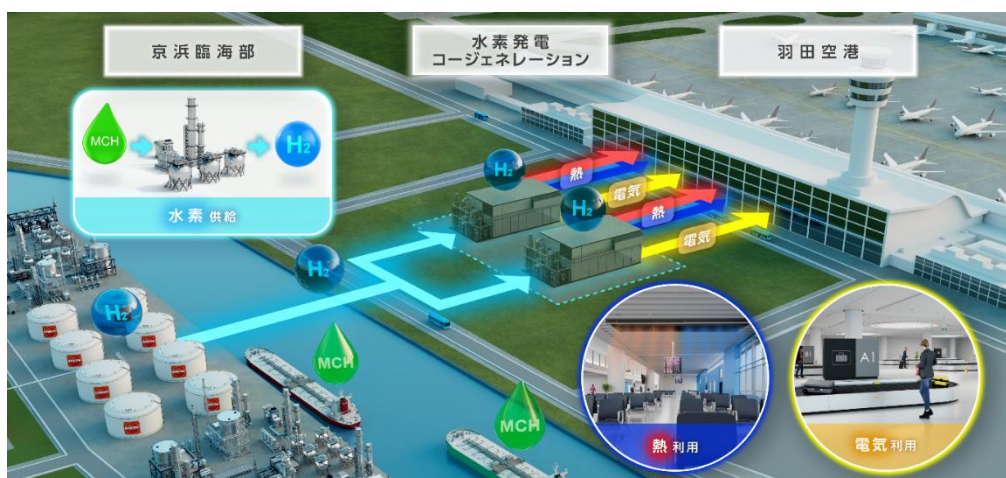 京浜臨海部
水素発電
コージェネレーション
羽田空港
MCH
H2
水素 供給
H2
熱
電気
H2
熱
電気
H2
H2
MCH
MCH
A1
熱 利用
電気 利用